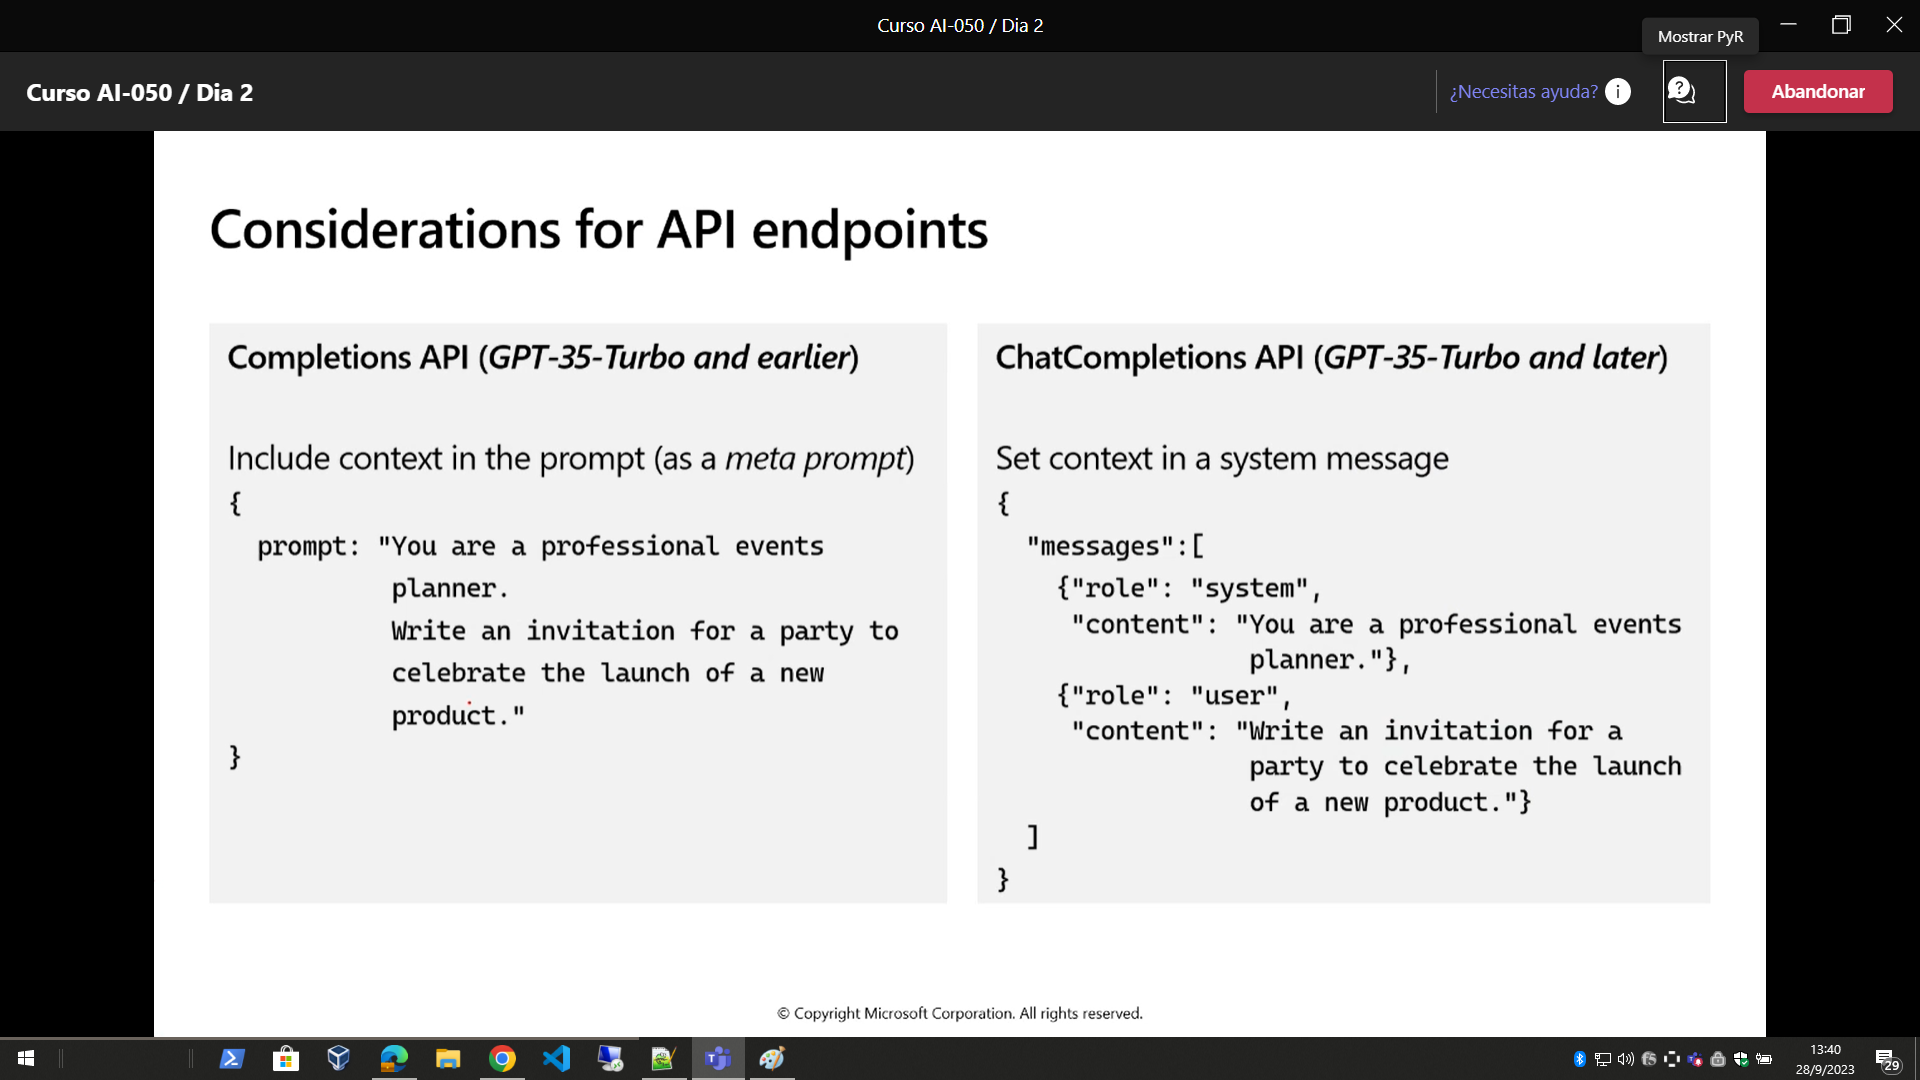 Curso AI-050 / Dia 2
Mostrar PyR
Curso AI-050 / Dia 2
¿Necesitas ayuda?
Abandonar
Considerations for API endpoints
Completions API (GPT-35-Turbo and earlier)
Include context in the prompt (as a meta prompt)
{
prompt: "You are a professional events
planner.
Write an invitation for a party to
celebrate the launch of a new
product."
}
ChatCompletions API (GPT-35-Turbo and later)
Set context in a system message
{
"messages":[
{"role": "system",
"content": "You are a professional events
planner."},
{"role": "user",
"content": "Write an invitation for a
party to celebrate the launch
of a new product."}
]
}
© Copyright Microsoft Corporation. All rights reserved.
13:40
28/9/2023
29